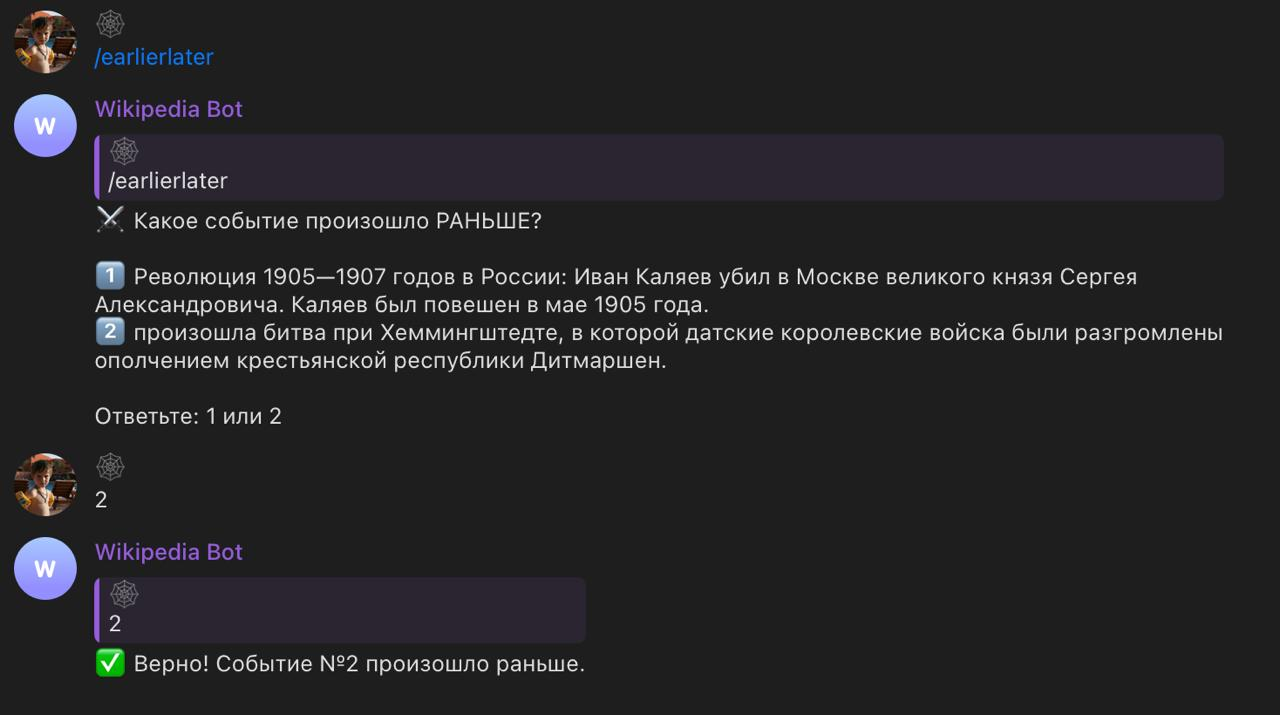 /earlierlater
W
Wikipedia Bot
/earlierlater
⚔ Какое событие произошло РАНЬШЕ?
1 Революция 1905—1907 годов в России: Иван Каляев убил в Москве великого князя Сергея
Александровича. Каляев был повешен в мае 1905 года.
2 произошла битва при Хеммингштедте, в которой датские королевские войска были разгромлены
ополчением крестьянской республики Дитмаршен.
Ответьте: 1 или 2
2
W
Wikipedia Bot
2
✅ Верно! Событие №2 произошло раньше.